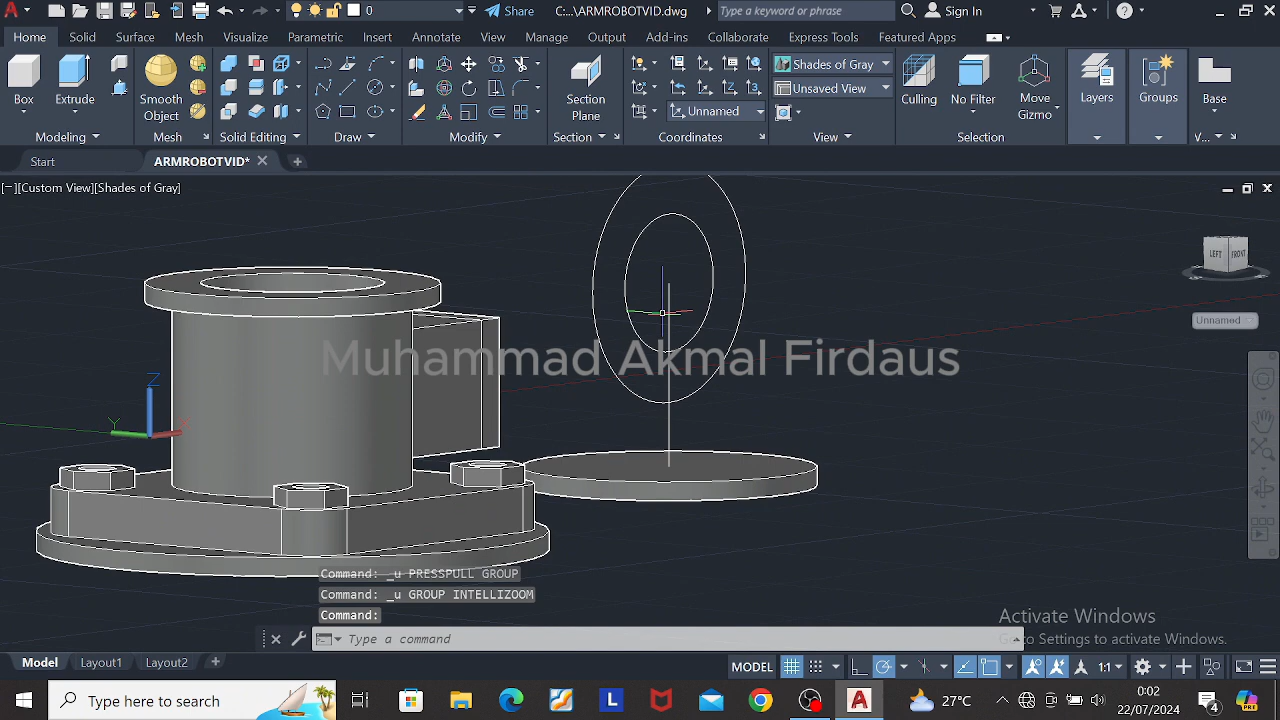 C:\...\ARMROBOTVID.dwg
Share
Type a keyword or phrase
Sign In
0
Home
Solid
Surface
Mesh
Visualize
Parametric
Insert
Annotate
View
Manage
Output
Add-ins
Collaborate
Express Tools
Featured Apps
Shades of Gray
Unsaved View
Unnamed
Box
Extrude
Smooth
Object
Section
Plane
Culling
No Filter
Move
Gizmo
Layers
Groups
Base
Modeling
Mesh
Solid Editing
Draw
Modify
Section
Coordinates
View
Selection
V...
Start
ARMROBOTVID*
[−][Custom View][Shades of Gray]
LEFT
FRONT
Unnamed
Muhammad Akmal Firdaus
Z
Y
Command: _u PRESSPULL GROUP
Command: _u GROUP INTELLIZOOM
Command:
Type a command
Activate Windows
Go to Settings to activate Windows.
Model
Layout1
Layout2
MODEL
1:1
Type here to search
27°C
0:02
22/07/2024
4